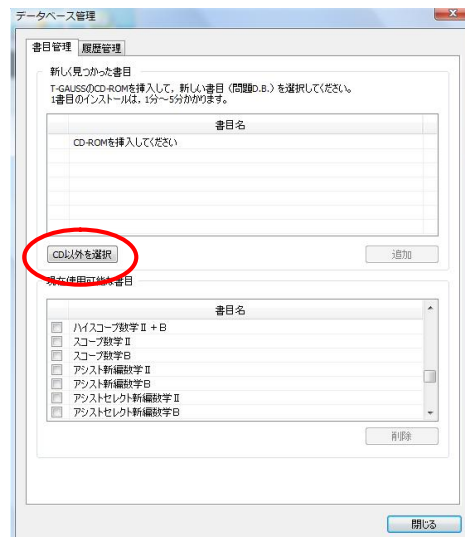 データベース管理
書目管理 履歴管理
新しく見つかった書目
T-GAUSSのCD-ROMを挿入して，新しい書目（問題D.B.）を選択してください。
1書目のインストールは，1分～5分かかります。
書目名
CD-ROMを挿入してください
CD以外を選択 追加
現在使用可能な書目
書目名
ハイスコープ数学Ⅱ＋B
スコープ数学Ⅱ
スコープ数学B
アシスト新編数学Ⅱ
アシスト新編数学B
アシストセレクト新編数学Ⅱ
アシストセレクト新編数学B
削除
閉じる